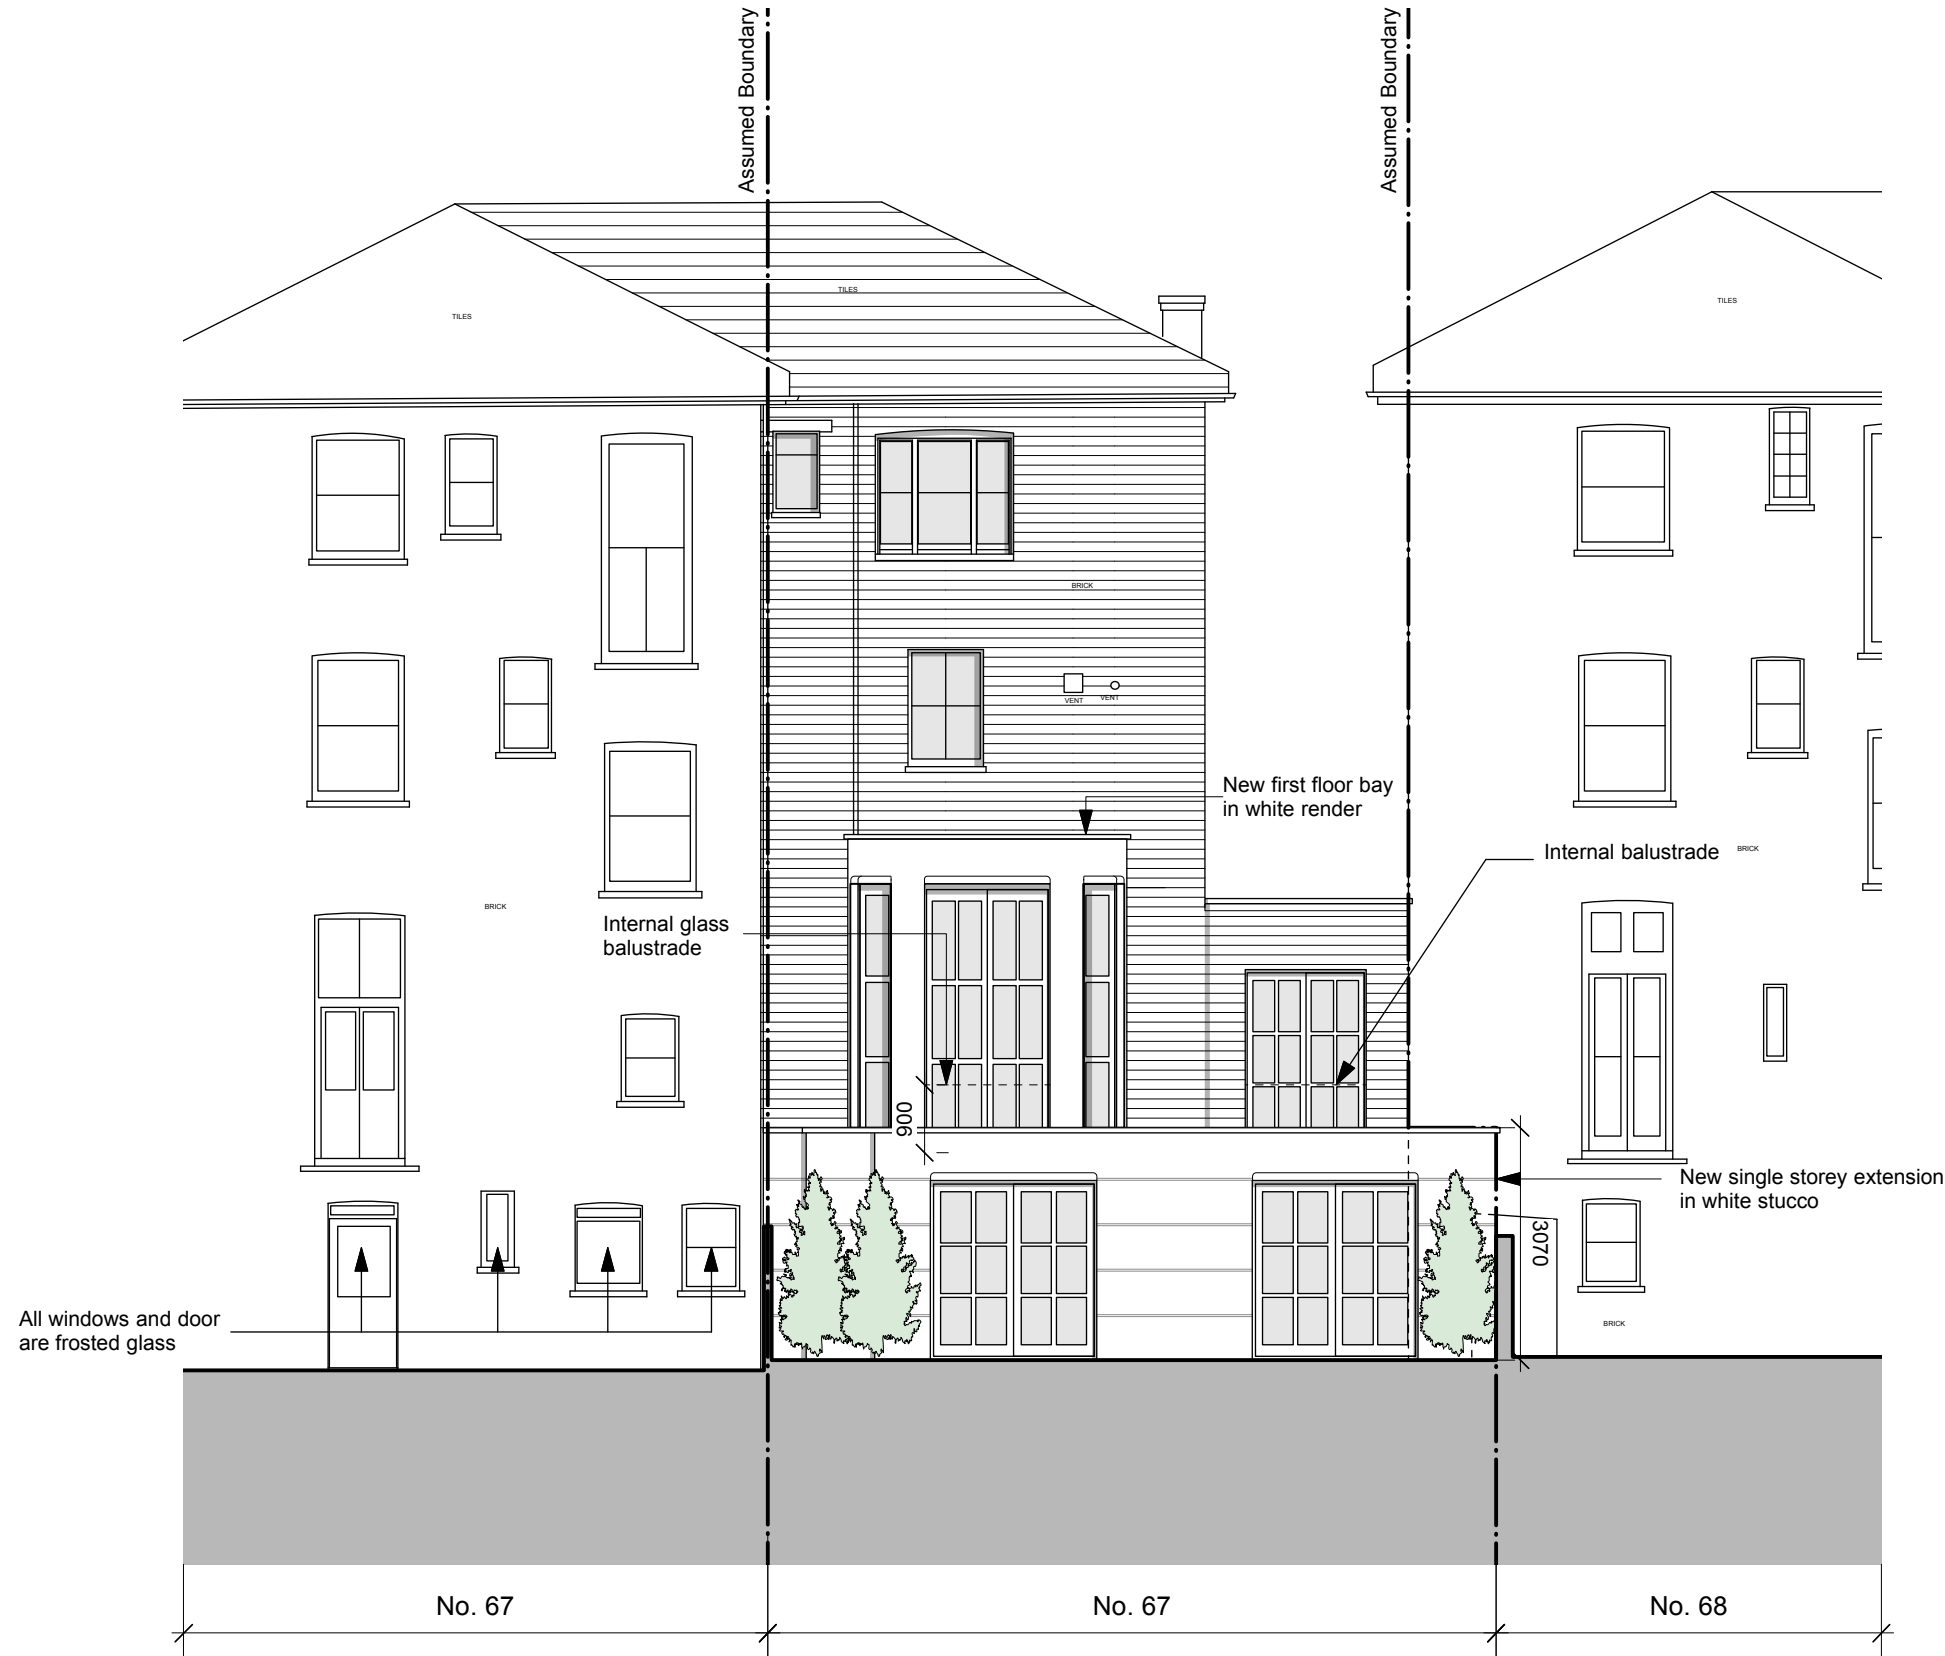 Assumed Boundary
Assumed Boundary
TILES
TILES
TILES
BRICK
VENT
VENT
New first floor bay
in white render
Internal balustrade
BRICK
BRICK
Internal glass
balustrade
900
New single storey extension
in white stucco
3070
All windows and door
are frosted glass
BRICK
No. 67
No. 67
No. 68